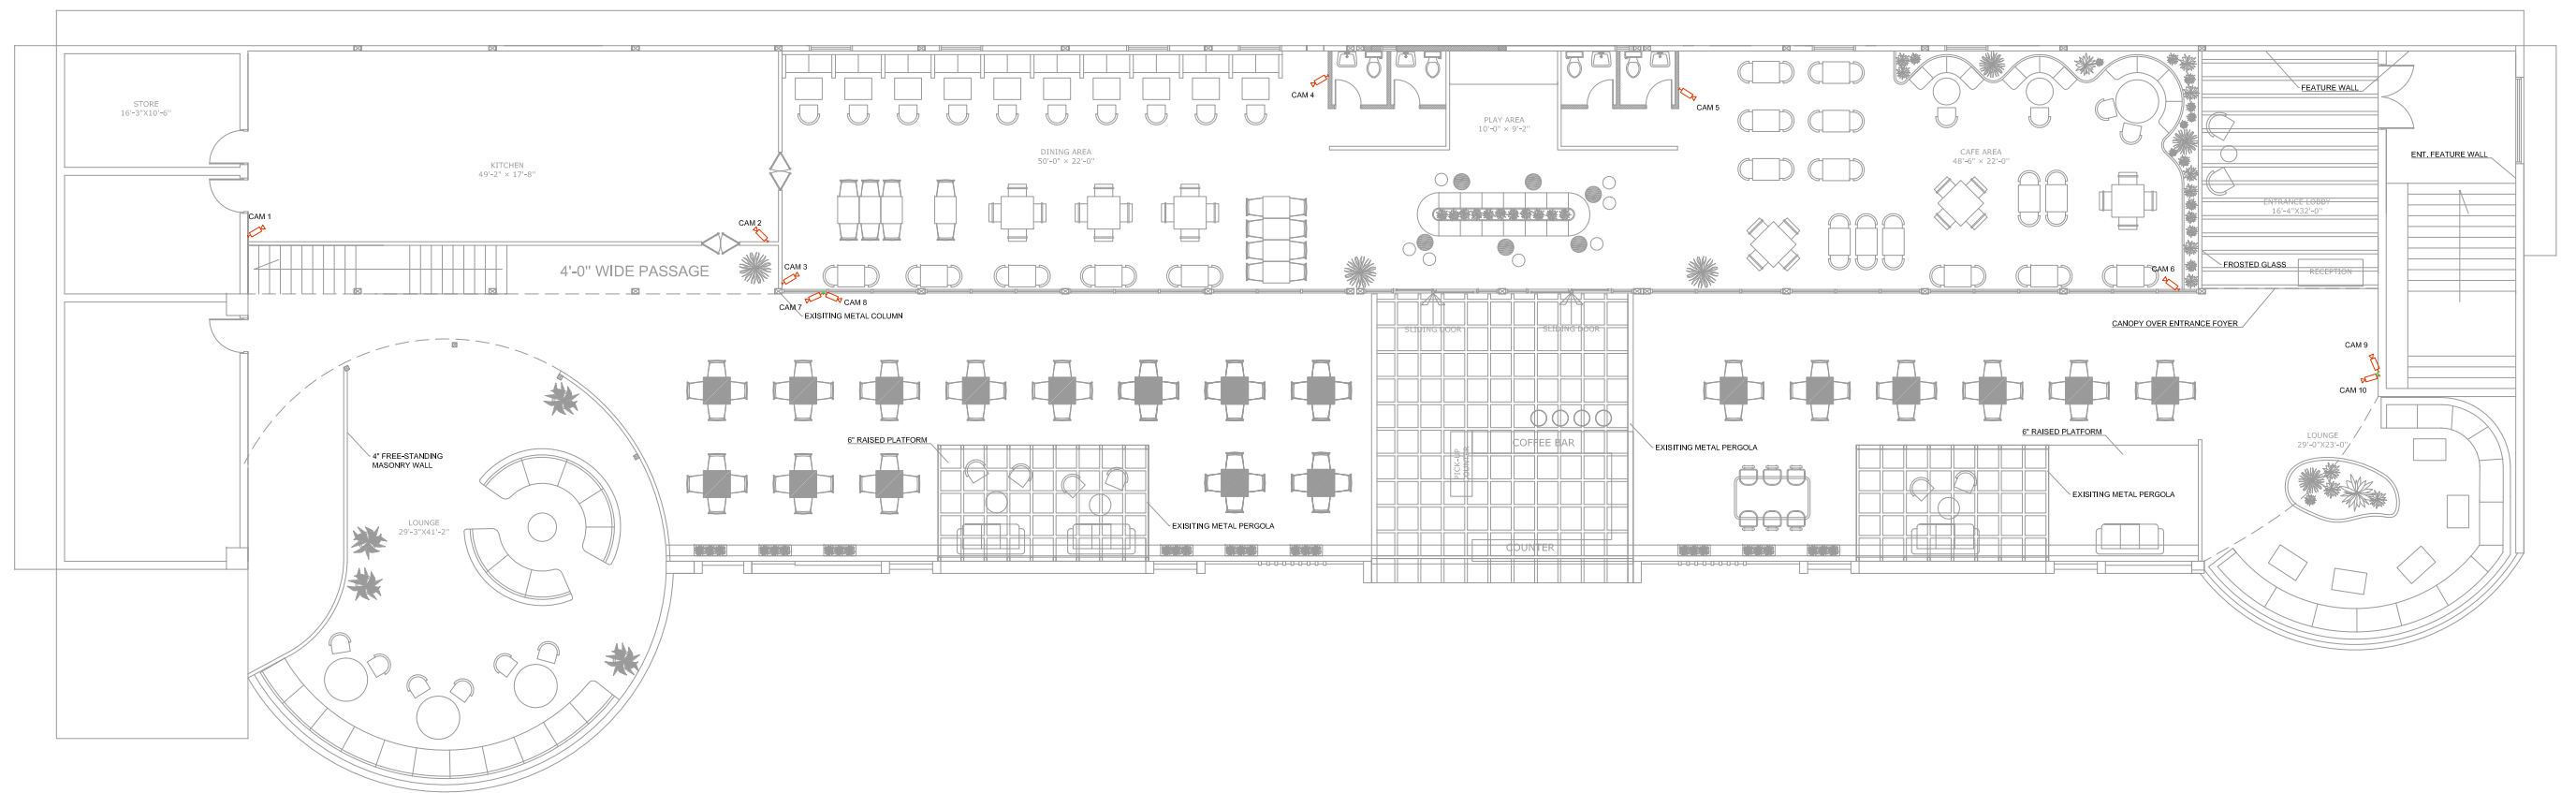 STORE
16'-3"X10'-6"
KITCHEN
49'-2" × 17'-8"
CAM 1
CAM 2
4'-0" WIDE PASSAGE
CAM 3
CAM 7
CAM 8
EXISITING METAL COLUMN
DINING AREA
50'-0" × 22'-0"
CAM 4
PLAY AREA
10'-0" × 9'-2"
CAM 5
CAFE AREA
48'-6" × 22'-0"
CAM 6
FEATURE WALL
ENT. FEATURE WALL
ENTRANCE LOBBY
16'-4"X32'-0"
FROSTED GLASS
RECEPTION
CANOPY OVER ENTRANCE FOYER
SLIDING DOOR
SLIDING DOOR
CAM 9
CAM 10
4" FREE-STANDING
MASONRY WALL
LOUNGE
29'-3"X41'-2"
6" RAISED PLATFORM
EXISITING METAL PERGOLA
COFFEE BAR
PICK-UP
COUNTER
COUNTER
EXISITING METAL PERGOLA
6" RAISED PLATFORM
EXISITING METAL PERGOLA
LOUNGE
29'-0"X23'-0"